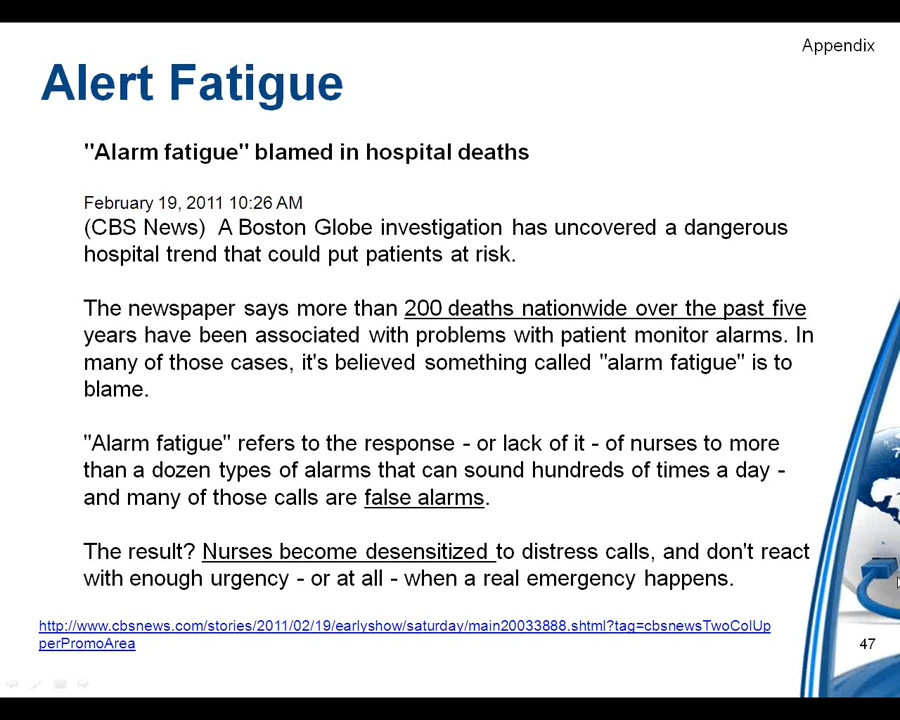 Appendix
Alert Fatigue
"Alarm fatigue" blamed in hospital deaths
February 19, 2011 10:26 AM
(CBS News)  A Boston Globe investigation has uncovered a dangerous
hospital trend that could put patients at risk.
The newspaper says more than 200 deaths nationwide over the past five
years have been associated with problems with patient monitor alarms. In
many of those cases, it's believed something called "alarm fatigue" is to
blame.
"Alarm fatigue" refers to the response - or lack of it - of nurses to more
than a dozen types of alarms that can sound hundreds of times a day -
and many of those calls are false alarms.
The result? Nurses become desensitized to distress calls, and don't react
with enough urgency - or at all - when a real emergency happens.
http://www.cbsnews.com/stories/2011/02/19/earlyshow/saturday/main20033888.shtml?tag=cbsnewsTwoColUp
perPromoArea
47